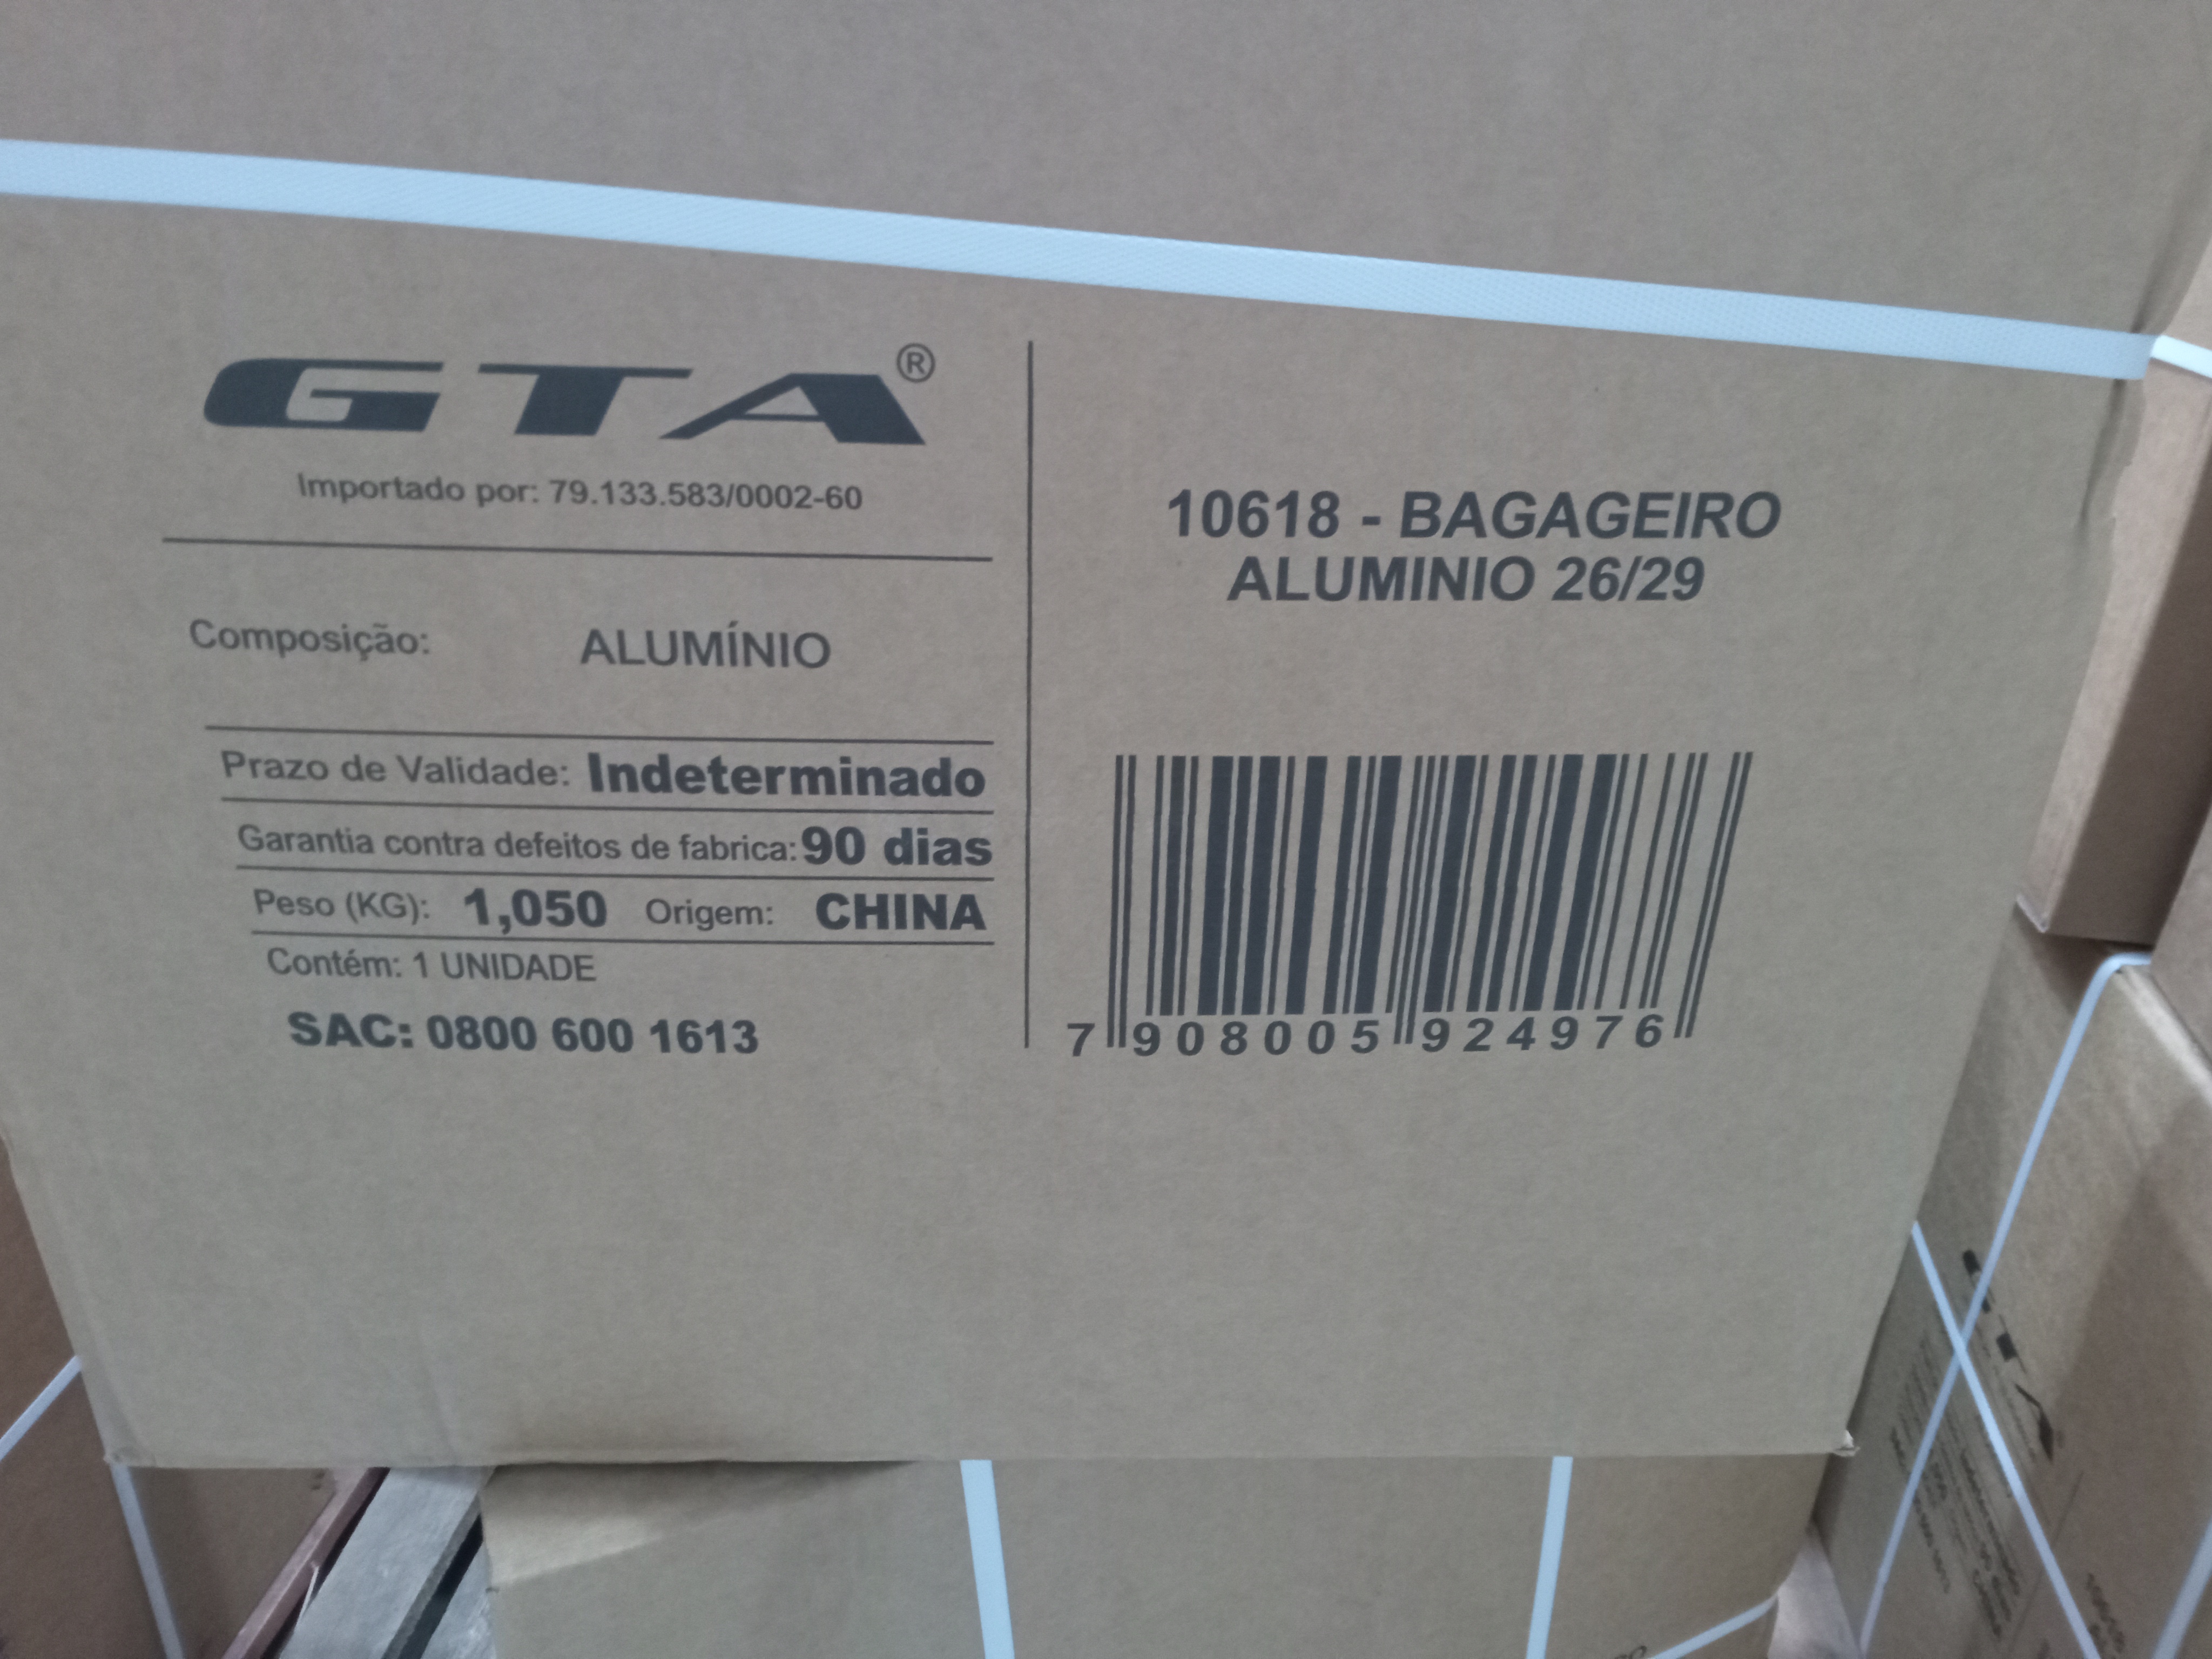 GTA®
Importado por: 79.133.583/0002-60
Composição: ALUMÍNIO
Prazo de Validade: Indeterminado
Garantia contra defeitos de fabrica: 90 dias
Peso (KG): 1,050 Origem: CHINA
Contém: 1 UNIDADE
SAC: 0800 600 1613
10618 - BAGAGEIRO
ALUMINIO 26/29
7 908005 924976